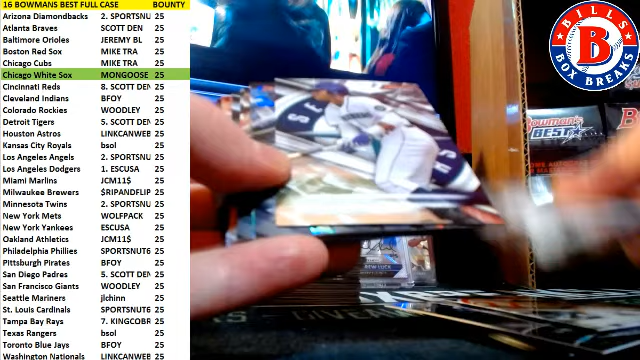 16 BOWMANS BEST FULL CASE BOUNTY
Arizona Diamondbacks 2. SPORTSNU 25
Atlanta Braves SCOTT DEN 25
Baltimore Orioles JEREMY BL 25
Boston Red Sox MIKE TRA 25
Chicago Cubs MIKE TRA 25
Chicago White Sox MONGOOSE 25
Cincinnati Reds 8. SCOTT DEN 25
Cleveland Indians BFOY 25
Colorado Rockies WOODLEY 25
Detroit Tigers 5. SCOTT DEN 25
Houston Astros LINKCANWEB 25
Kansas City Royals bsol 25
Los Angeles Angels 2. SPORTNU 25
Los Angeles Dodgers 1. ESCUSA 25
Miami Marlins JCM11$ 25
Milwaukee Brewers $RIPANDFLIP 25
Minnesota Twins 2. SPORTNU 25
New York Mets WOLFPACK 25
New York Yankees ESCUSA 25
Oakland Athletics JCM11$ 25
Philadelphia Phillies SPORTSNUT6 25
Pittsburgh Pirates BFOY 25
San Diego Padres 5. SCOTT DEN 25
San Francisco Giants WOODLEY 25
Seattle Mariners jlchinn 25
St. Louis Cardinals SPORTSNUT6 25
Tampa Bay Rays 7. KINGCOBR 25
Texas Rangers bsol 25
Toronto Blue Jays BFOY 25
Washington Nationals LINKCANWEB 25
BILLS
B
BOX BREAKS
Bowman's
BEST